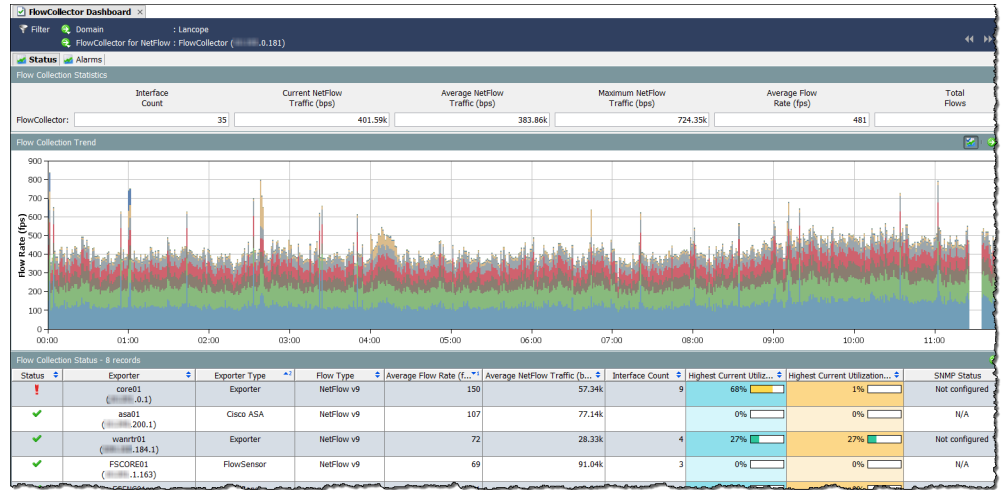 FlowCollector Dashboard ×
Filter Domain : Lancope
FlowCollector for NetFlow : FlowCollector ( .0.181)
Status Alarms
Flow Collection Statistics
Interface Count Current NetFlow Traffic (bps) Average NetFlow Traffic (bps) Maximum NetFlow Traffic (bps) Average Flow Rate (fps) Total Flows
FlowCollector: 35 401.59k 383.86k 724.35k 481
Flow Collection Trend
Flow Rate (fps)
900
800
700
600
500
400
300
200
100
0
00:00 01:00 02:00 03:00 04:00 05:00 06:00 07:00 08:00 09:00 10:00 11:00
Flow Collection Status - 8 records
Status Exporter Exporter Type 2 Flow Type Average Flow Rate (f... 1 Average NetFlow Traffic (b... Interface Count Highest Current Utiliz... Highest Current Utilization... SNMP Status
! core01 Exporter NetFlow v9 150 57.34k 9 68% 1% Not configured
( .0.1)
asa01 Cisco ASA NetFlow v9 107 77.14k 0% 0% N/A
( .200.1)
wanrtr01 Exporter NetFlow v9 72 28.33k 4 27% 27% Not configured
( .184.1)
FSCORE01 FlowSensor NetFlow v9 69 91.04k 3 0% 0% N/A
( .1.163)